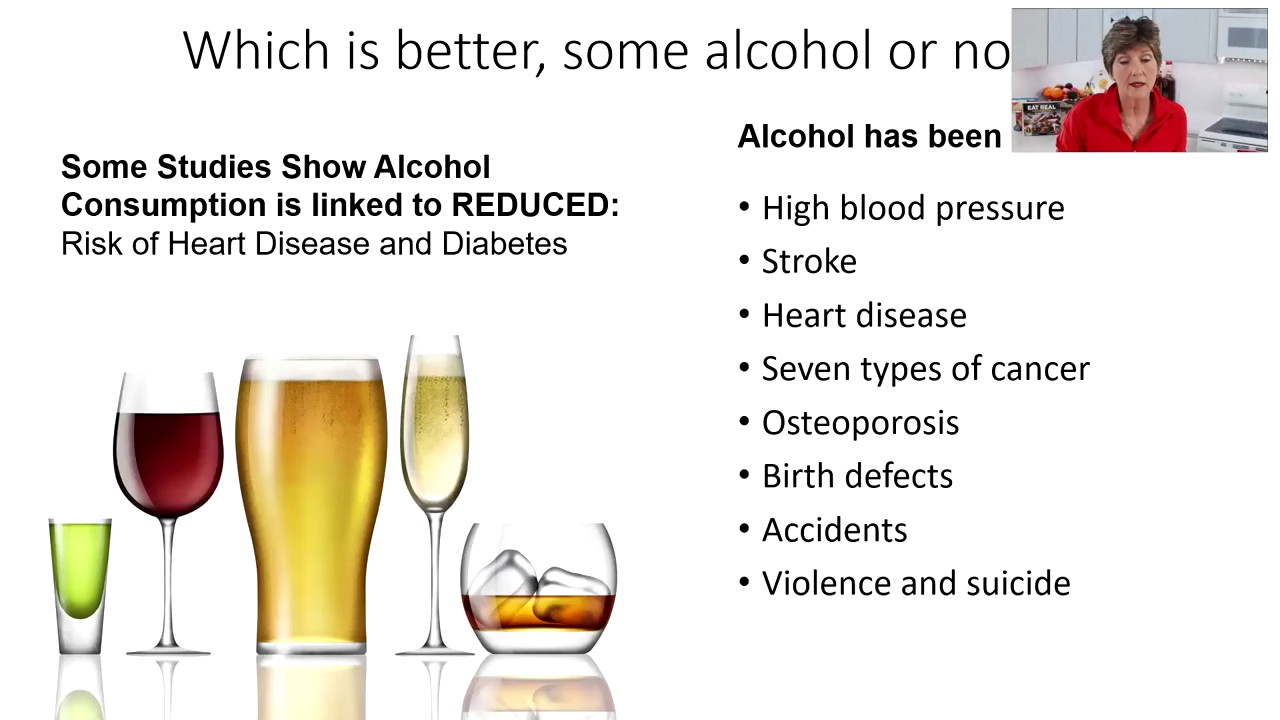 Which is better, some alcohol or no
Some Studies Show Alcohol
Consumption is linked to REDUCED:
Risk of Heart Disease and Diabetes
Alcohol has been
• High blood pressure
• Stroke
• Heart disease
• Seven types of cancer
• Osteoporosis
• Birth defects
• Accidents
• Violence and suicide
EAT REAL